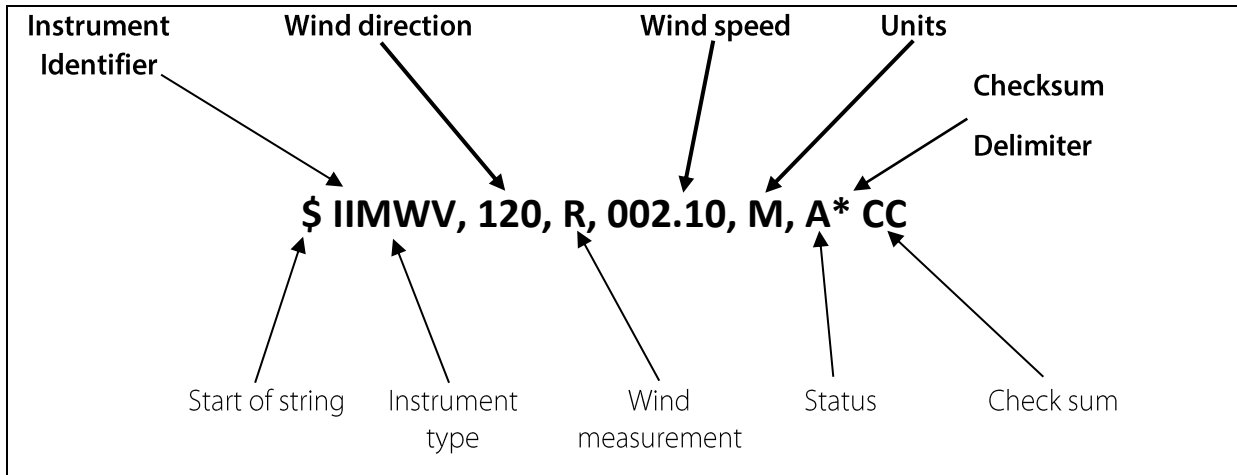 Instrument Identifier
Wind direction
Wind speed
Units
Checksum
Delimiter
$ IIMWV, 120, R, 002.10, M, A* CC
Start of string
Instrument
type
Wind
measurement
Status
Check sum